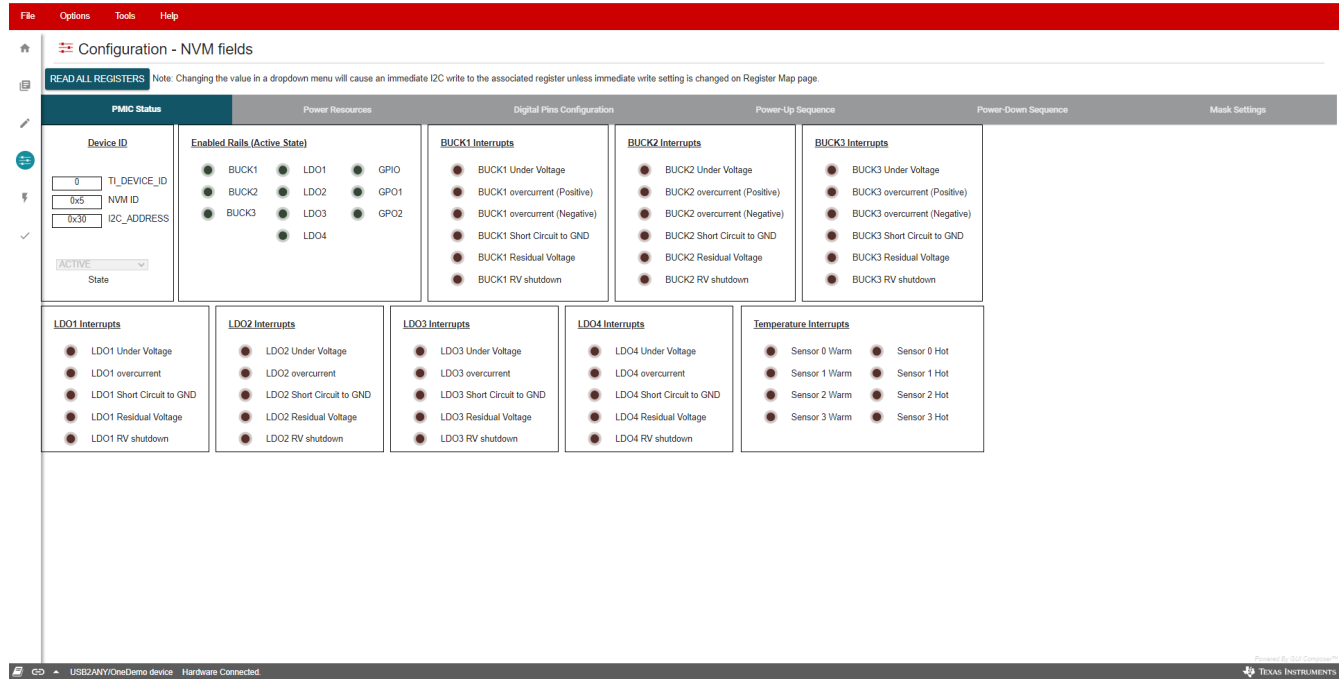 File Options Tools Help
Configuration - NVM fields
READ ALL REGISTERS Note: Changing the value in a dropdown menu will cause an immediate I2C write to the associated register unless immediate write setting is changed on Register Map page.
PMIC Status Power Resources Digital Pins Configuration Power-Up Sequence Power-Down Sequence Mask Settings
Device ID
0 TI_DEVICE_ID
0x5 NVM ID
0x30 I2C_ADDRESS
ACTIVE
State
Enabled Rails (Active State)
BUCK1 LDO1 GPIO
BUCK2 LDO2 GPO1
BUCK3 LDO3 GPO2
LDO4
BUCK1 Interrupts
BUCK1 Under Voltage
BUCK1 overcurrent (Positive)
BUCK1 overcurrent (Negative)
BUCK1 Short Circuit to GND
BUCK1 Residual Voltage
BUCK1 RV shutdown
BUCK2 Interrupts
BUCK2 Under Voltage
BUCK2 overcurrent (Positive)
BUCK2 overcurrent (Negative)
BUCK2 Short Circuit to GND
BUCK2 Residual Voltage
BUCK2 RV shutdown
BUCK3 Interrupts
BUCK3 Under Voltage
BUCK3 overcurrent (Positive)
BUCK3 overcurrent (Negative)
BUCK3 Short Circuit to GND
BUCK3 Residual Voltage
BUCK3 RV shutdown
LDO1 Interrupts
LDO1 Under Voltage
LDO1 overcurrent
LDO1 Short Circuit to GND
LDO1 Residual Voltage
LDO1 RV shutdown
LDO2 Interrupts
LDO2 Under Voltage
LDO2 overcurrent
LDO2 Short Circuit to GND
LDO2 Residual Voltage
LDO2 RV shutdown
LDO3 Interrupts
LDO3 Under Voltage
LDO3 overcurrent
LDO3 Short Circuit to GND
LDO3 Residual Voltage
LDO3 RV shutdown
LDO4 Interrupts
LDO4 Under Voltage
LDO4 overcurrent
LDO4 Short Circuit to GND
LDO4 Residual Voltage
LDO4 RV shutdown
Temperature Interrupts
Sensor 0 Warm Sensor 0 Hot
Sensor 1 Warm Sensor 1 Hot
Sensor 2 Warm Sensor 2 Hot
Sensor 3 Warm Sensor 3 Hot
Powered By GUI Composer™
USB2ANY/OneDemo device Hardware Connected. TEXAS INSTRUMENTS